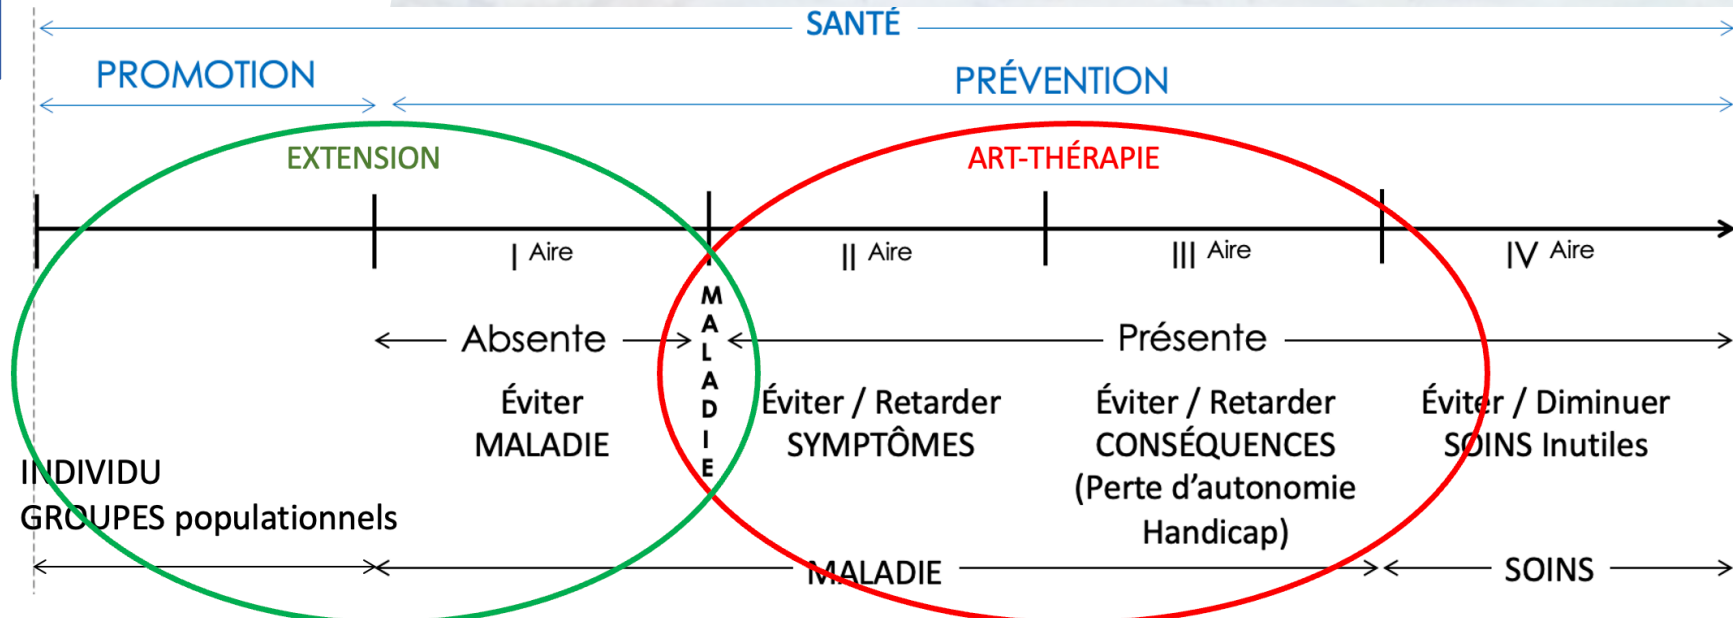 SANTÉ
PROMOTION
PRÉVENTION
EXTENSION
ART-THÉRAPIE
I Aire
II Aire
III Aire
IV Aire
MALADIE
Absente
Présente
Éviter
MALADIE
Éviter / Retarder
SYMPTÔMES
Éviter / Retarder
CONSÉQUENCES
(Perte d'autonomie
Handicap)
Éviter / Diminuer
SOINS Inutiles
INDIVIDU
GROUPES populationnels
MALADIE
SOINS